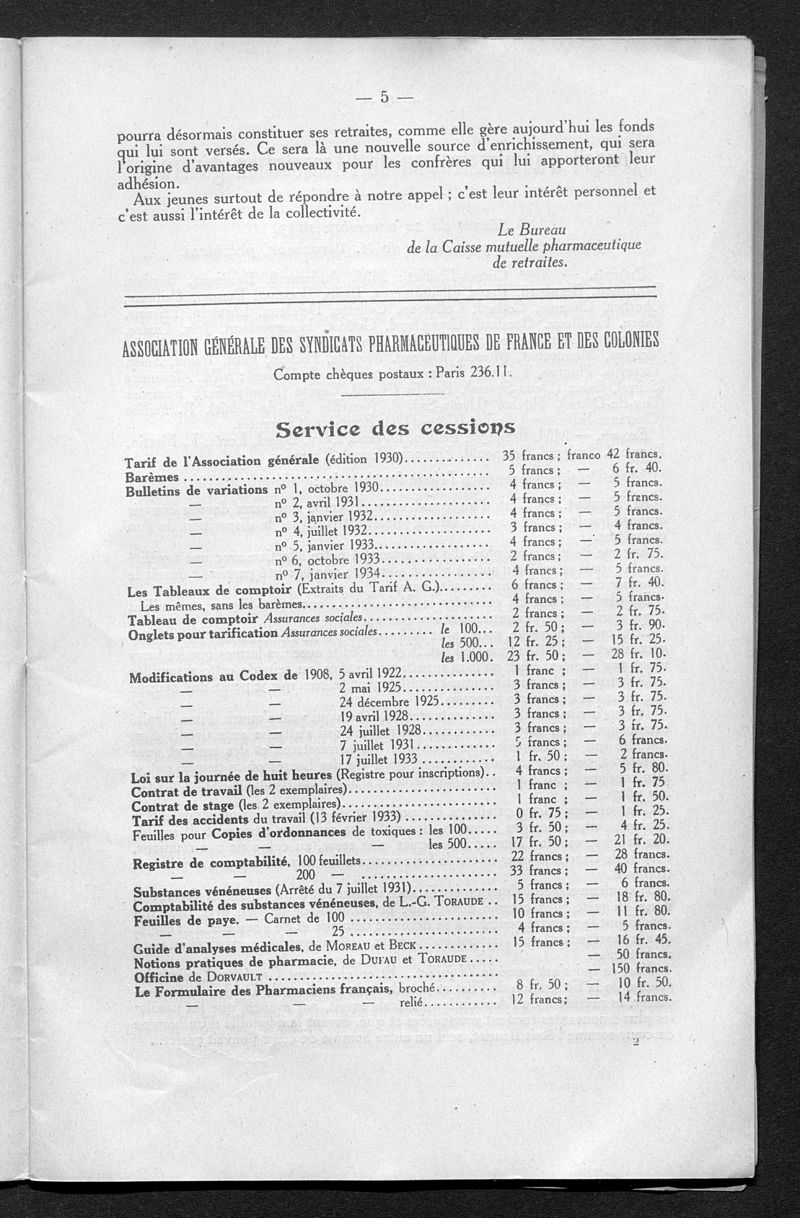 — 5 —
pourra désormais constituer ses retraites, comme elle gère aujourd'hui les fonds
qui lui sont versés. Ce sera là une nouvelle source d'enrichissement, qui sera
l'origine d'avantages nouveaux pour les confrères qui lui apporteront leur
adhésion.
Aux jeunes surtout de répondre à notre appel ; c'est leur intérêt personnel et
c'est aussi l'intérêt de la collectivité.
Le Bureau
de la Caisse mutuelle pharmaceutique
de retraites.
ASSOCIATION GÉNÉRALE DES SYNDICATS PHARMACEUTIQUES DE FRANCE ET DES COLONIES
Compte chèques postaux : Paris 236.11.
Service des cessions
Tarif de l'Association générale (édition 1930).............. 35 francs ; franco 42 francs.
Barèmes .................................................. 5 francs ; — 6 fr. 40.
Bulletins de variations nº 1, octobre 1930.................. 4 francs ; — 5 francs.
— nº 2, avril 1931..................... 4 francs ; — 5 francs.
— nº 3, janvier 1932................... 4 francs ; — 5 francs.
— nº 4, juillet 1932.................... 3 francs ; — 4 francs.
— nº 5, janvier 1933................... 4 francs ; — 5 francs.
— nº 6, octobre 1933.................. 2 francs ; — 2 fr. 75.
— nº 7, janvier 1934.................. 4 francs ; — 5 francs.
Les Tableaux de comptoir (Extraits du Tarif A. G.)......... 6 francs ; — 7 fr. 40.
Les mêmes, sans les barèmes.............................. 4 francs ; — 5 francs.
Tableau de comptoir Assurances sociales..................... 2 francs ; — 2 fr. 75.
Onglets pour tarification Assurances sociales......... le 100... 2 fr. 50 ; — 3 fr. 90.
les 500... 12 fr. 25 ; — 15 fr. 25.
les 1.000. 23 fr. 50 ; — 28 fr. 10.
Modifications au Codex de 1908, 5 avril 1922............... 1 franc ; — 1 fr. 75.
— — 2 mai 1925............... 3 francs ; — 3 fr. 75.
— — 24 décembre 1925......... 3 francs ; — 3 fr. 75.
— — 19 avril 1928.............. 3 francs ; — 3 fr. 75.
— — 24 juillet 1928............ 3 francs ; — 3 fr. 75.
— — 7 juillet 1931............. 5 francs ; — 6 francs.
— — 17 juillet 1933 ............ 1 fr. 50 ; — 2 francs.
Loi sur la journée de huit heures (Registre pour inscriptions).. 4 francs ; — 5 fr. 80.
Contrat de travail (les 2 exemplaires)........................ 1 franc ; — 1 fr. 75
Contrat de stage (les 2 exemplaires)......................... 1 franc ; — 1 fr. 50.
Tarif des accidents du travail (13 février 1933) ............... 0 fr. 75 ; — 1 fr. 25.
Feuilles pour Copies d'ordonnances de toxiques : les 100..... 3 fr. 50 ; — 4 fr. 25.
— — — les 500..... 17 fr. 50 ; — 21 fr. 20.
Registre de comptabilité, 100 feuillets...................... 22 francs ; — 28 francs.
— — 200 — ...................... 33 francs ; — 40 francs.
Substances vénéneuses (Arrêté du 7 juillet 1931)............. 5 francs ; — 6 francs.
Comptabilité des substances vénéneuses, de L.-G. TORAUDE .. 15 francs ; — 18 fr. 80.
Feuilles de paye. — Carnet de 100 ........................ 10 francs ; — 11 fr. 80.
— — — 25 ........................ 4 francs ; — 5 francs.
Guide d'analyses médicales, de MOREAU et BECK............ 15 francs ; — 16 fr. 45.
Notions pratiques de pharmacie, de DUFAU et TORAUDE ..... — 50 francs.
Officine de DORVAULT ..................................... — 150 francs.
Le Formulaire des Pharmaciens français, broché.......... 8 fr. 50 ; — 10 fr. 50.
— — — relié............ 12 francs ; — 14 francs.
2